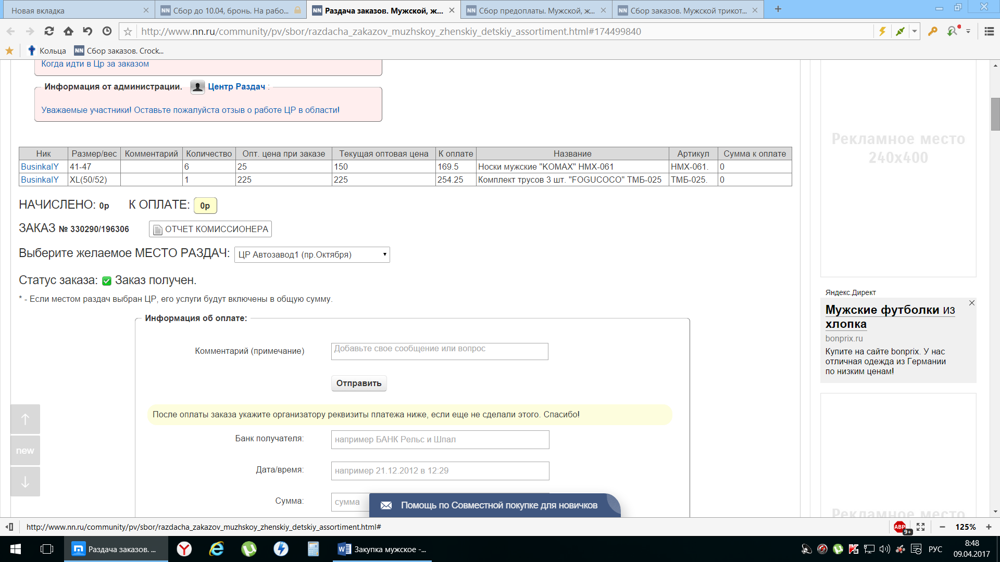 Новая вкладка
NN Сбор до 10.04, бронь. На рабо...
NN Раздача заказов. Мужской, ж...
NN Сбор предоплаты. Мужской, ж...
NN Сбор заказов. Мужской трикот...
http://www.nn.ru/community/pv/sbor/razdacha_zakazov_muzhskoy_zhenskiy_detskiy_assortiment.html#174499840
Кольца
NN Сбор заказов. Crock...
Когда идти в Цр за заказом
Информация от администрации. Центр Раздач :
Уважаемые участники! Оставьте пожалуйста отзыв о работе ЦР в области!
Ник Размер/вес Комментарий Количество Опт. цена при заказе Текущая оптовая цена К оплате Название Артикул Сумма к оплате
BusinkaIY 41-47 6 25 150 169.5 Носки мужские "KOMAX" НМХ-061 НМХ-061. 0
BusinkaIY XL(50/52) 1 225 225 254.25 Комплект трусов 3 шт. "FOGUCOCO" ТМБ-025 ТМБ-025. 0
НАЧИСЛЕНО: 0р К ОПЛАТЕ: 0р
ЗАКАЗ № 330290/196306 ОТЧЕТ КОМИССИОНЕРА
Выберите желаемое МЕСТО РАЗДАЧ: ЦР Автозавод1 (пр.Октября)
Статус заказа: Заказ получен.
* - Если местом раздач выбран ЦР, его услуги будут включены в общую сумму.
Информация об оплате:
Комментарий (примечание) Добавьте свое сообщение или вопрос
Отправить
После оплаты заказа укажите организатору реквизиты платежа ниже, если еще не сделали этого. Спасибо!
Банк получателя: например БАНК Рельс и Шпал
Дата/время: например 21.12.2012 в 12:29
Сумма: сумма
new
Помощь по Совместной покупке для новичков
Рекламное место
240x400
Яндекс.Директ
Мужские футболки из
хлопка
bonprix.ru
Купите на сайте bonprix. У нас
отличная одежда из Германии
по низким ценам!
Рекламное место
http://www.nn.ru/community/pv/sbor/razdacha_zakazov_muzhskoy_zhenskiy_detskiy_assortiment.html#
ABP 9+
125%
Раздача заказов. ...
Закупка мужское -...
РУС
8:48
09.04.2017